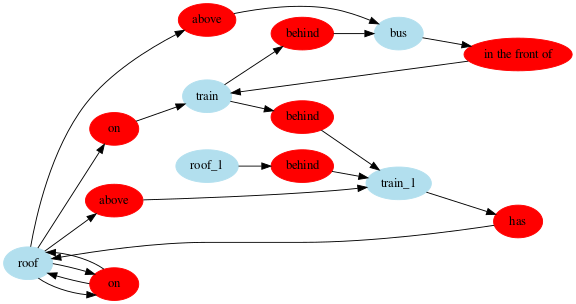 above
behind
bus
in the front of
train
on
behind
behind
roof_1
train_1
above
has
roof
on